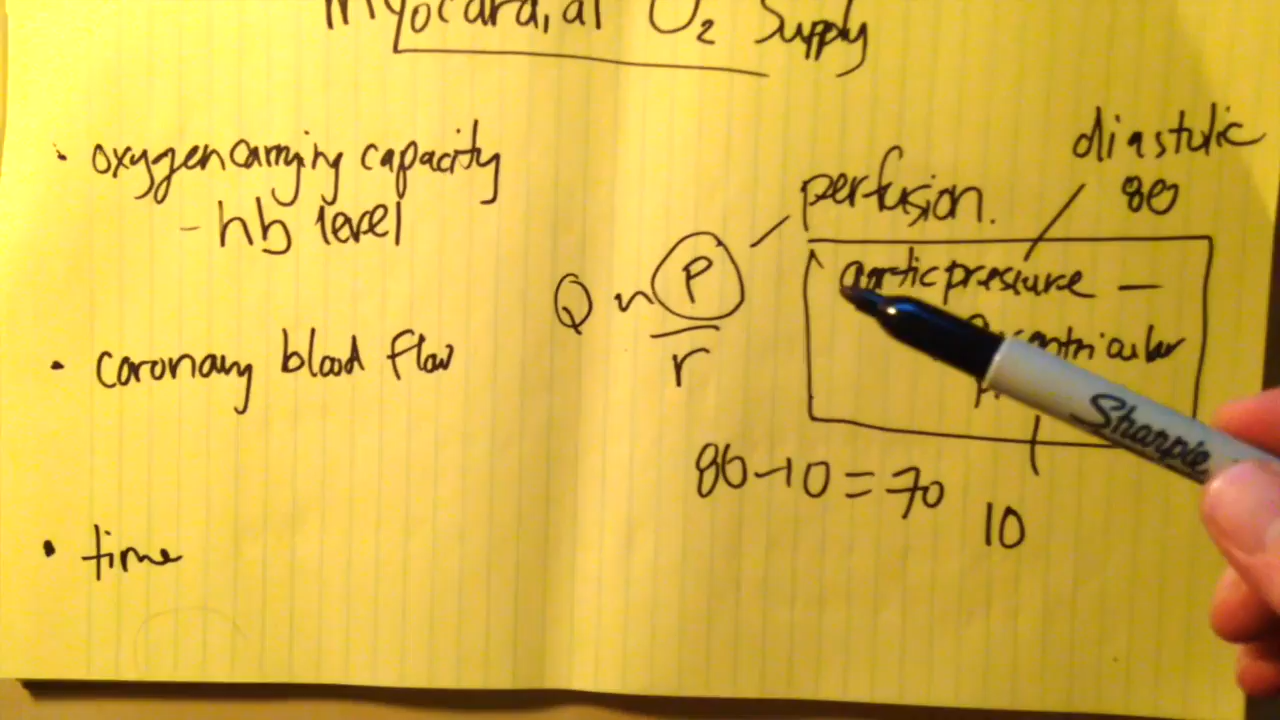 Myocardial O2 Supply
• oxygen carrying capacity
- hb level
• coronary blood flow
• time
Q ∝ P
r
perfusion.
diastolic
80
aortic pressure —
80-10=70
10
Sharpie